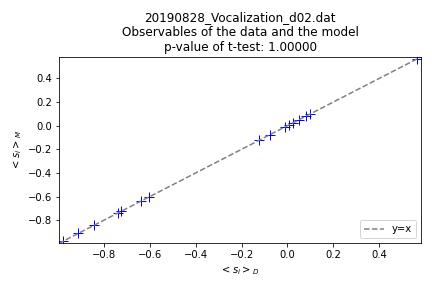 20190828_Vocalization_d02.dat
Observables of the data and the model
p-value of t-test: 1.00000
0.4
0.2
0.0
−0.2
−0.4
−0.6
−0.8
< s_i >_M
−0.8 −0.6 −0.4 −0.2 0.0 0.2 0.4
< s_i >_D
y=x